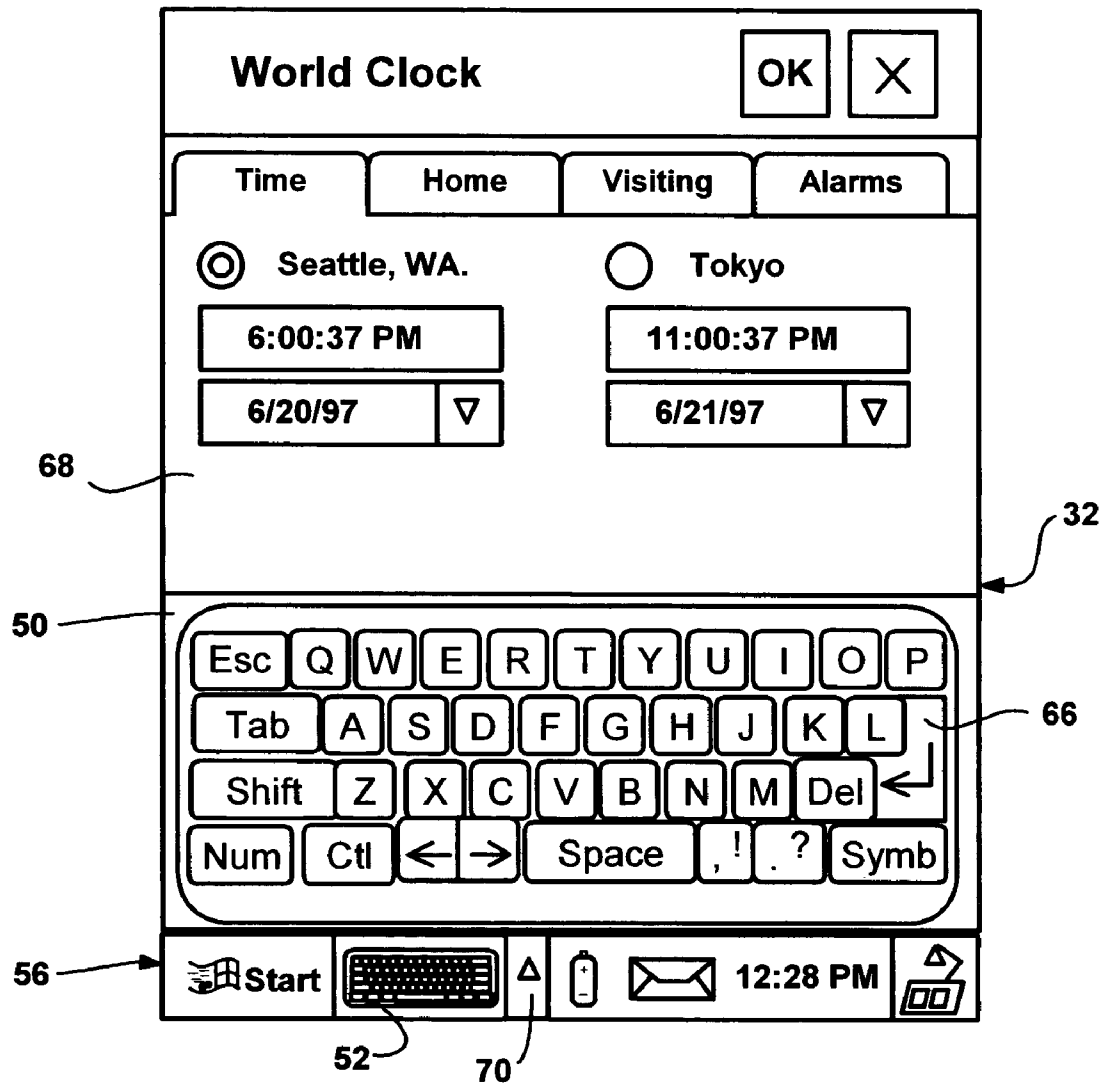 World Clock OK X
Time Home Visiting Alarms
Seattle, WA. Tokyo
6:00:37 PM 11:00:37 PM
6/20/97 6/21/97
68
32
50
Esc Q W E R T Y U I O P
Tab A S D F G H J K L
66
Shift Z X C V B N M Del
Num Ctl Space , ! . ? Symb
56
Start 12:28 PM
52 70